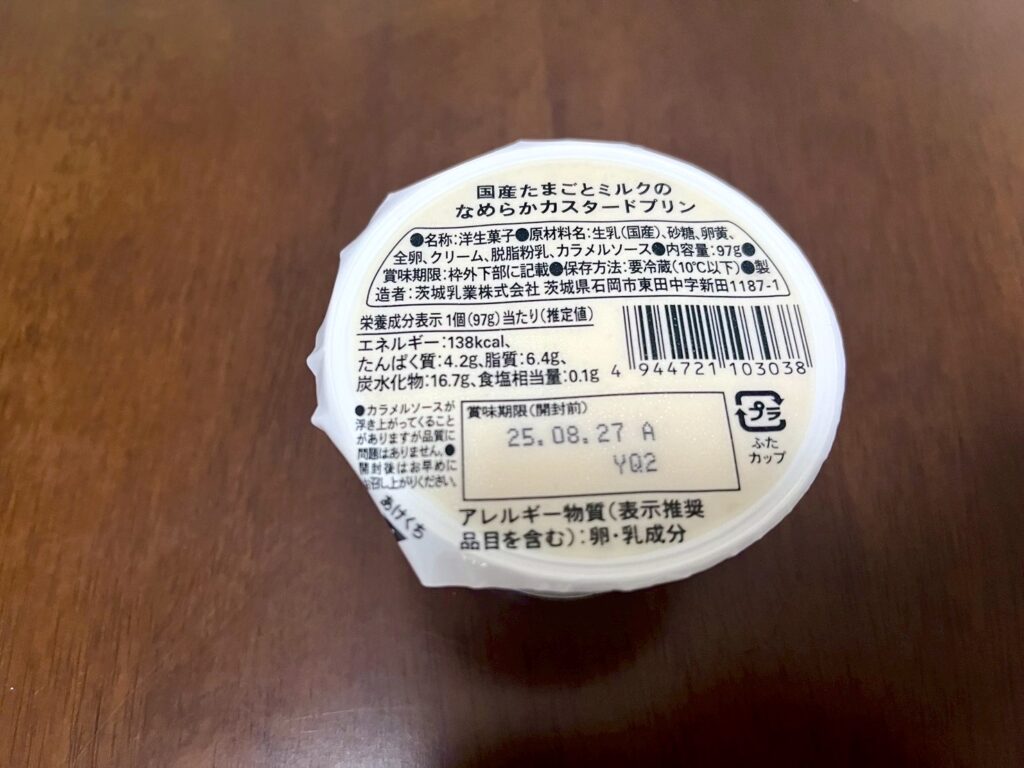 国産たまごとミルクの
なめらかカスタードプリン
●名称:洋生菓子●原材料名:生乳(国産)、砂糖、卵黄、
全卵、クリーム、脱脂粉乳、カラメルソース●内容量:97g●
賞味期限:枠外下部に記載●保存方法:要冷蔵(10℃以下)●製
造者:茨城乳業株式会社 茨城県石岡市東田中字新田1187-1
栄養成分表示 1個(97g)当たり(推定値)
エネルギー:138kcal、
たんぱく質:4.2g、脂質:6.4g、
炭水化物:16.7g、食塩相当量:0.1g
4 944721 103038
●カラメルソースが
浮き上がってくること
がありますが品質に
問題はありません。●
開封後はお早めに
お召し上がりください。
あけくち
賞味期限(開封前)
25.08.27 A
YQ2
プラ
ふた
カップ
アレルギー物質(表示推奨
品目を含む):卵・乳成分